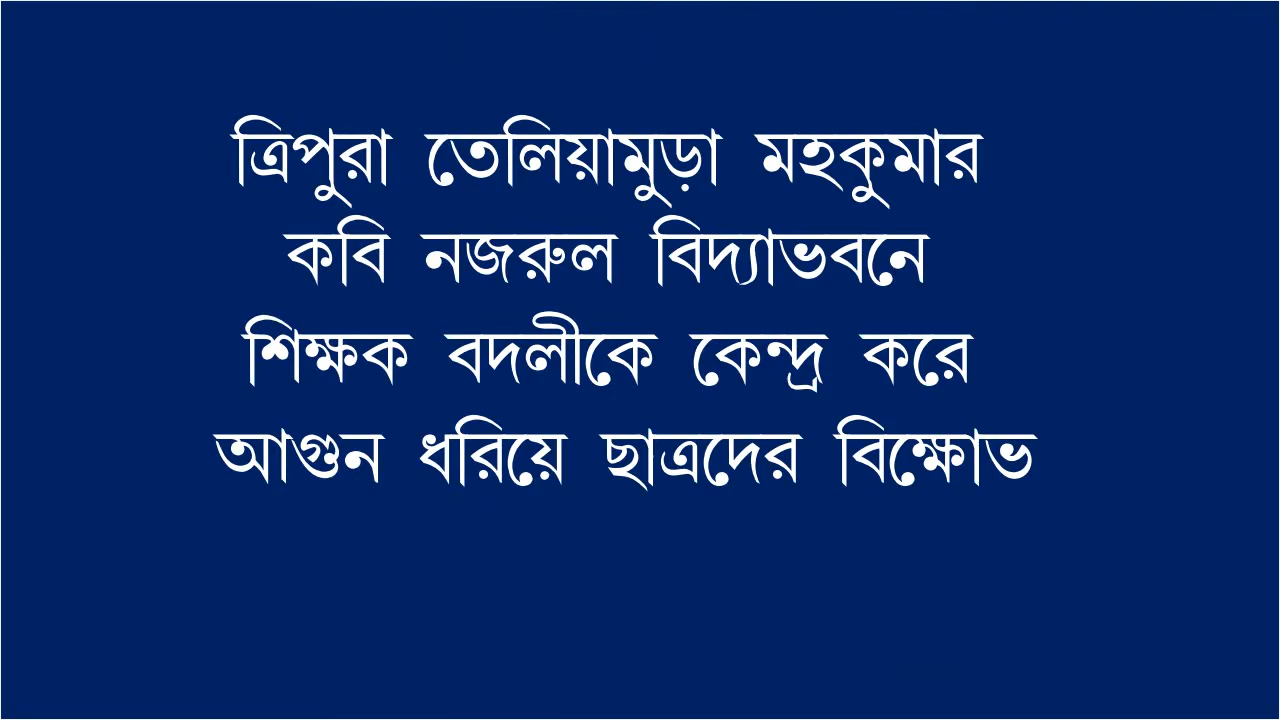 ত্রিপুরা তেলিয়ামুড়া মহকুমার
কবি নজরুল বিদ্যাভবনে
শিক্ষক বদলীকে কেন্দ্র করে
আগুন ধরিয়ে ছাত্রদের বিক্ষোভ